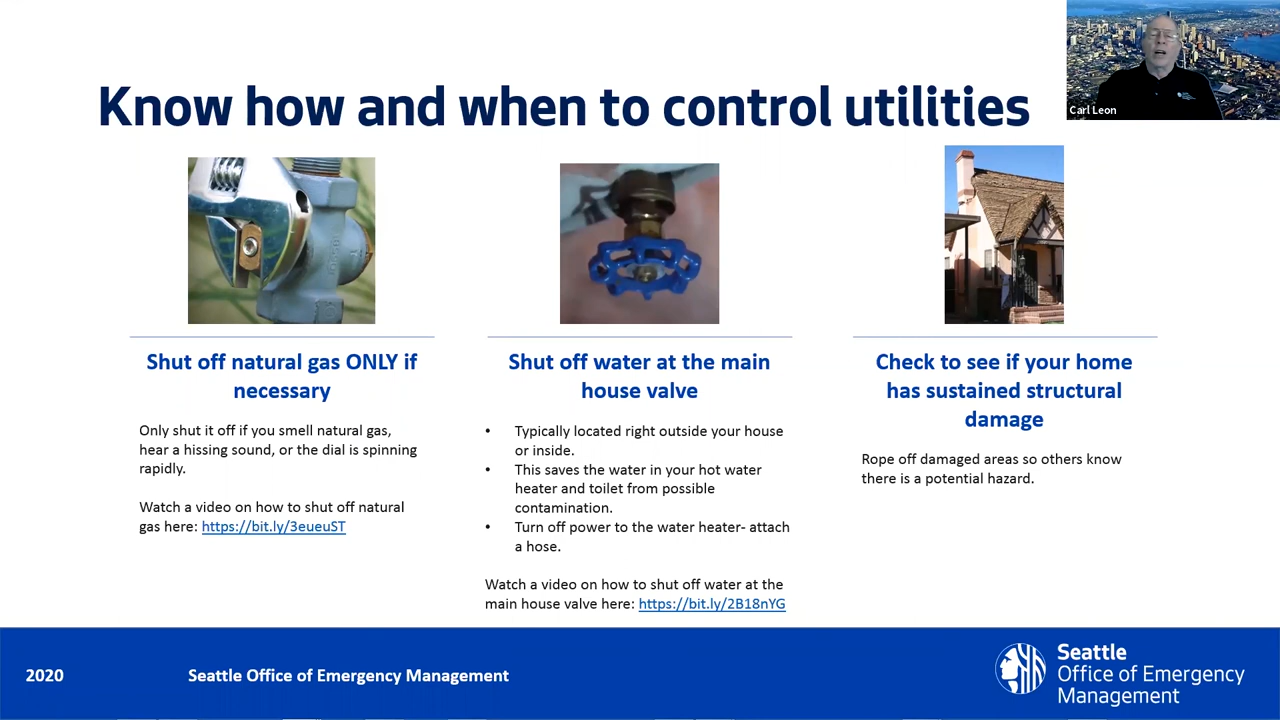 Know how and when to control utilities
Carl Leon
Shut off natural gas ONLY if
necessary
Only shut it off if you smell natural gas,
hear a hissing sound, or the dial is spinning
rapidly.
Watch a video on how to shut off natural
gas here: https://bit.ly/3eueuST
Shut off water at the main
house valve
• Typically located right outside your house
or inside.
• This saves the water in your hot water
heater and toilet from possible
contamination.
• Turn off power to the water heater- attach
a hose.
Watch a video on how to shut off water at the
main house valve here: https://bit.ly/2B18nYG
Check to see if your home
has sustained structural
damage
Rope off damaged areas so others know
there is a potential hazard.
2020
Seattle Office of Emergency Management
Seattle
Office of Emergency
Management